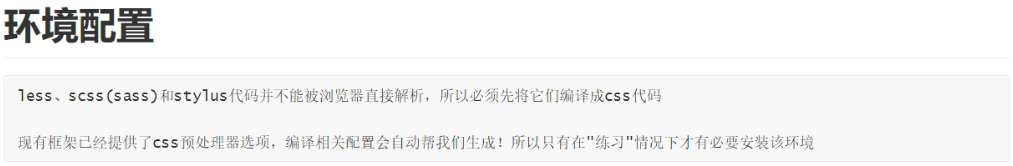 环境配置
less、scss(sass)和stylus代码并不能被浏览器直接解析，所以必须先将它们编译成css代码
现有框架已经提供了css预处理器选项，编译相关配置会自动帮我们生成！所以只有在"练习"情况下才有必要安装该环境